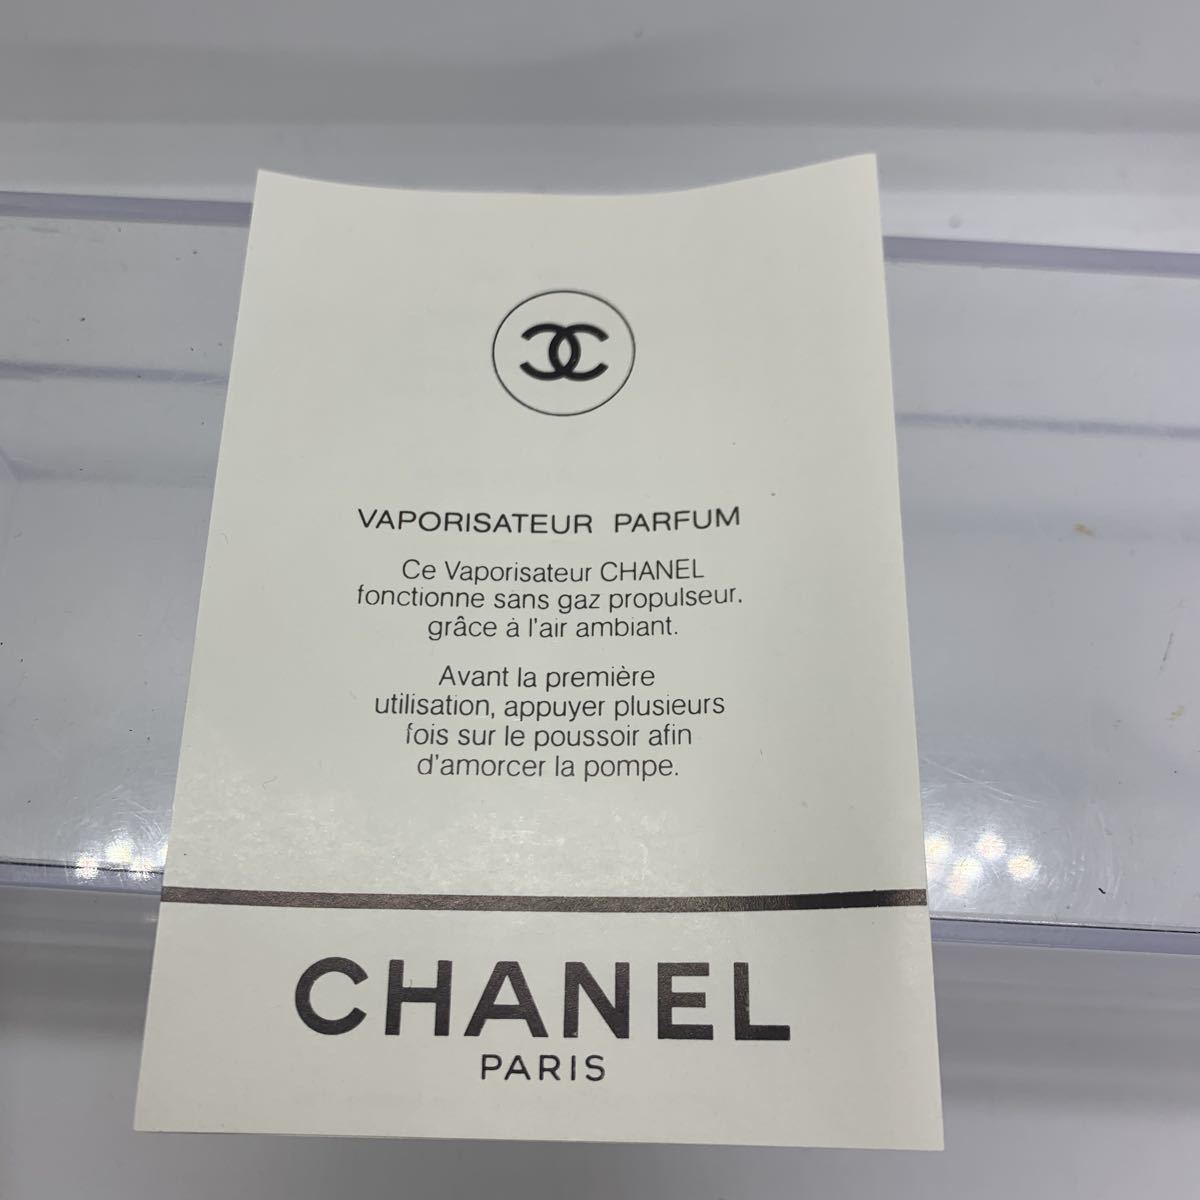 VAPORISATEUR PARFUM
Ce Vaporisateur CHANEL
fonctionne sans gaz propulseur.
grâce à l'air ambiant.
Avant la première
utilisation, appuyer plusieurs
fois sur le poussoir afin
d'amorcer la pompe.
CHANEL
PARIS